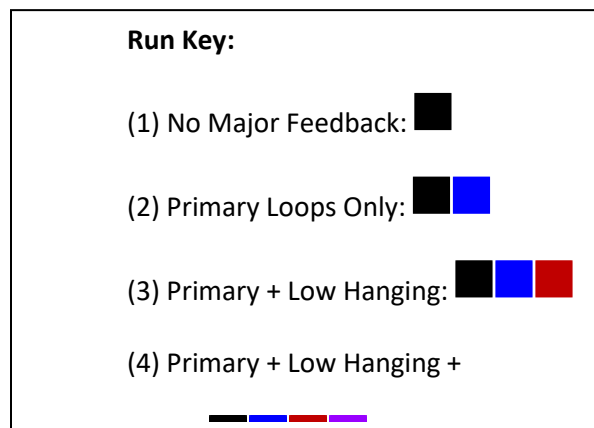 Run Key:
(1) No Major Feedback:
(2) Primary Loops Only:
(3) Primary + Low Hanging:
(4) Primary + Low Hanging +